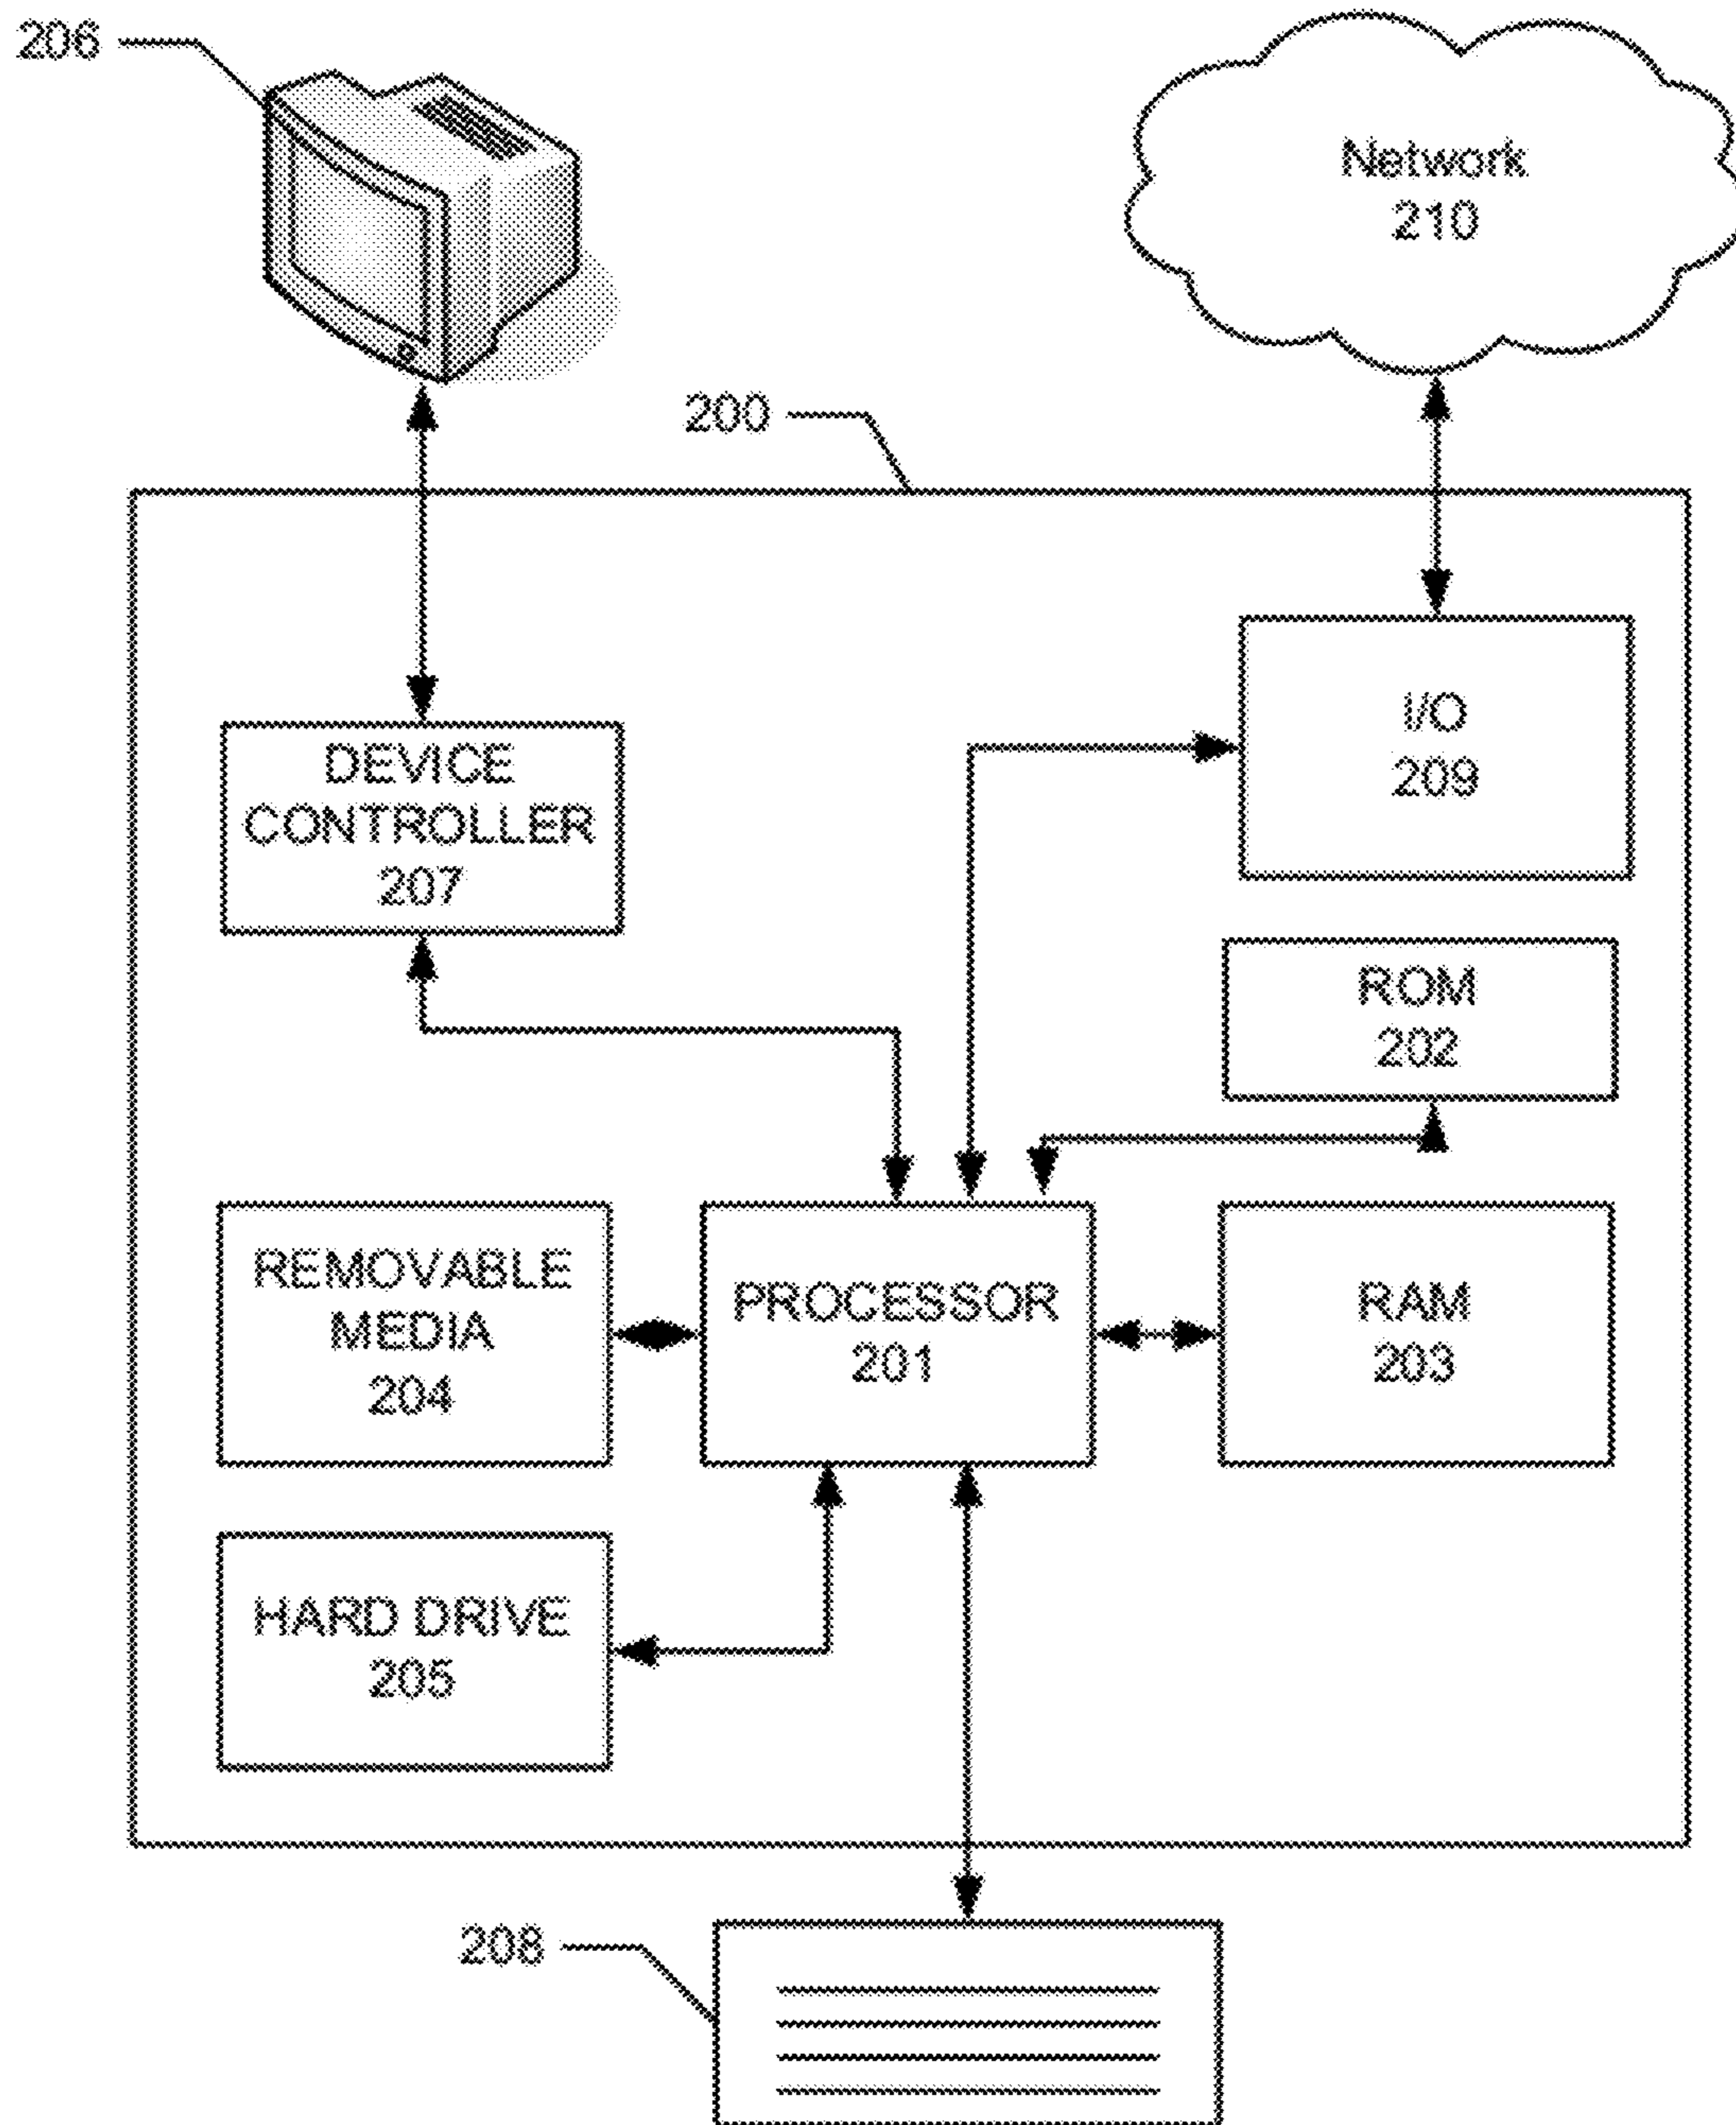 206
Network
210
200
I/O
209
DEVICE
CONTROLLER
207
ROM
202
REMOVABLE
MEDIA
204
PROCESSOR
201
RAM
203
HARD DRIVE
205
208